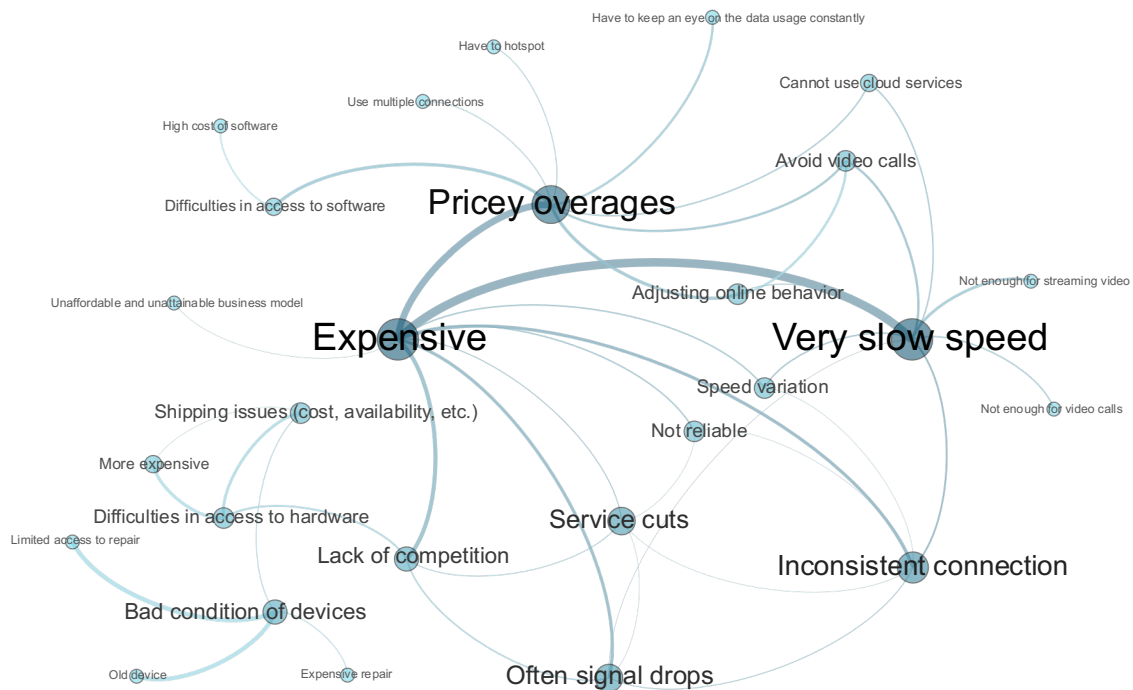 Have to keep an eye on the data usage constantly
Have to hotspot
Cannot use cloud services
Use multiple connections
High cost of software
Avoid video calls
Difficulties in access to software
Pricey overages
Not enough for streaming video
Adjusting online behavior
Unaffordable and unattainable business model
Expensive
Very slow speed
Speed variation
Not enough for video calls
Shipping issues (cost, availability, etc.)
Not reliable
More expensive
Difficulties in access to hardware
Service cuts
Limited access to repair
Lack of competition
Inconsistent connection
Bad condition of devices
Old device
Expensive repair
Often signal drops